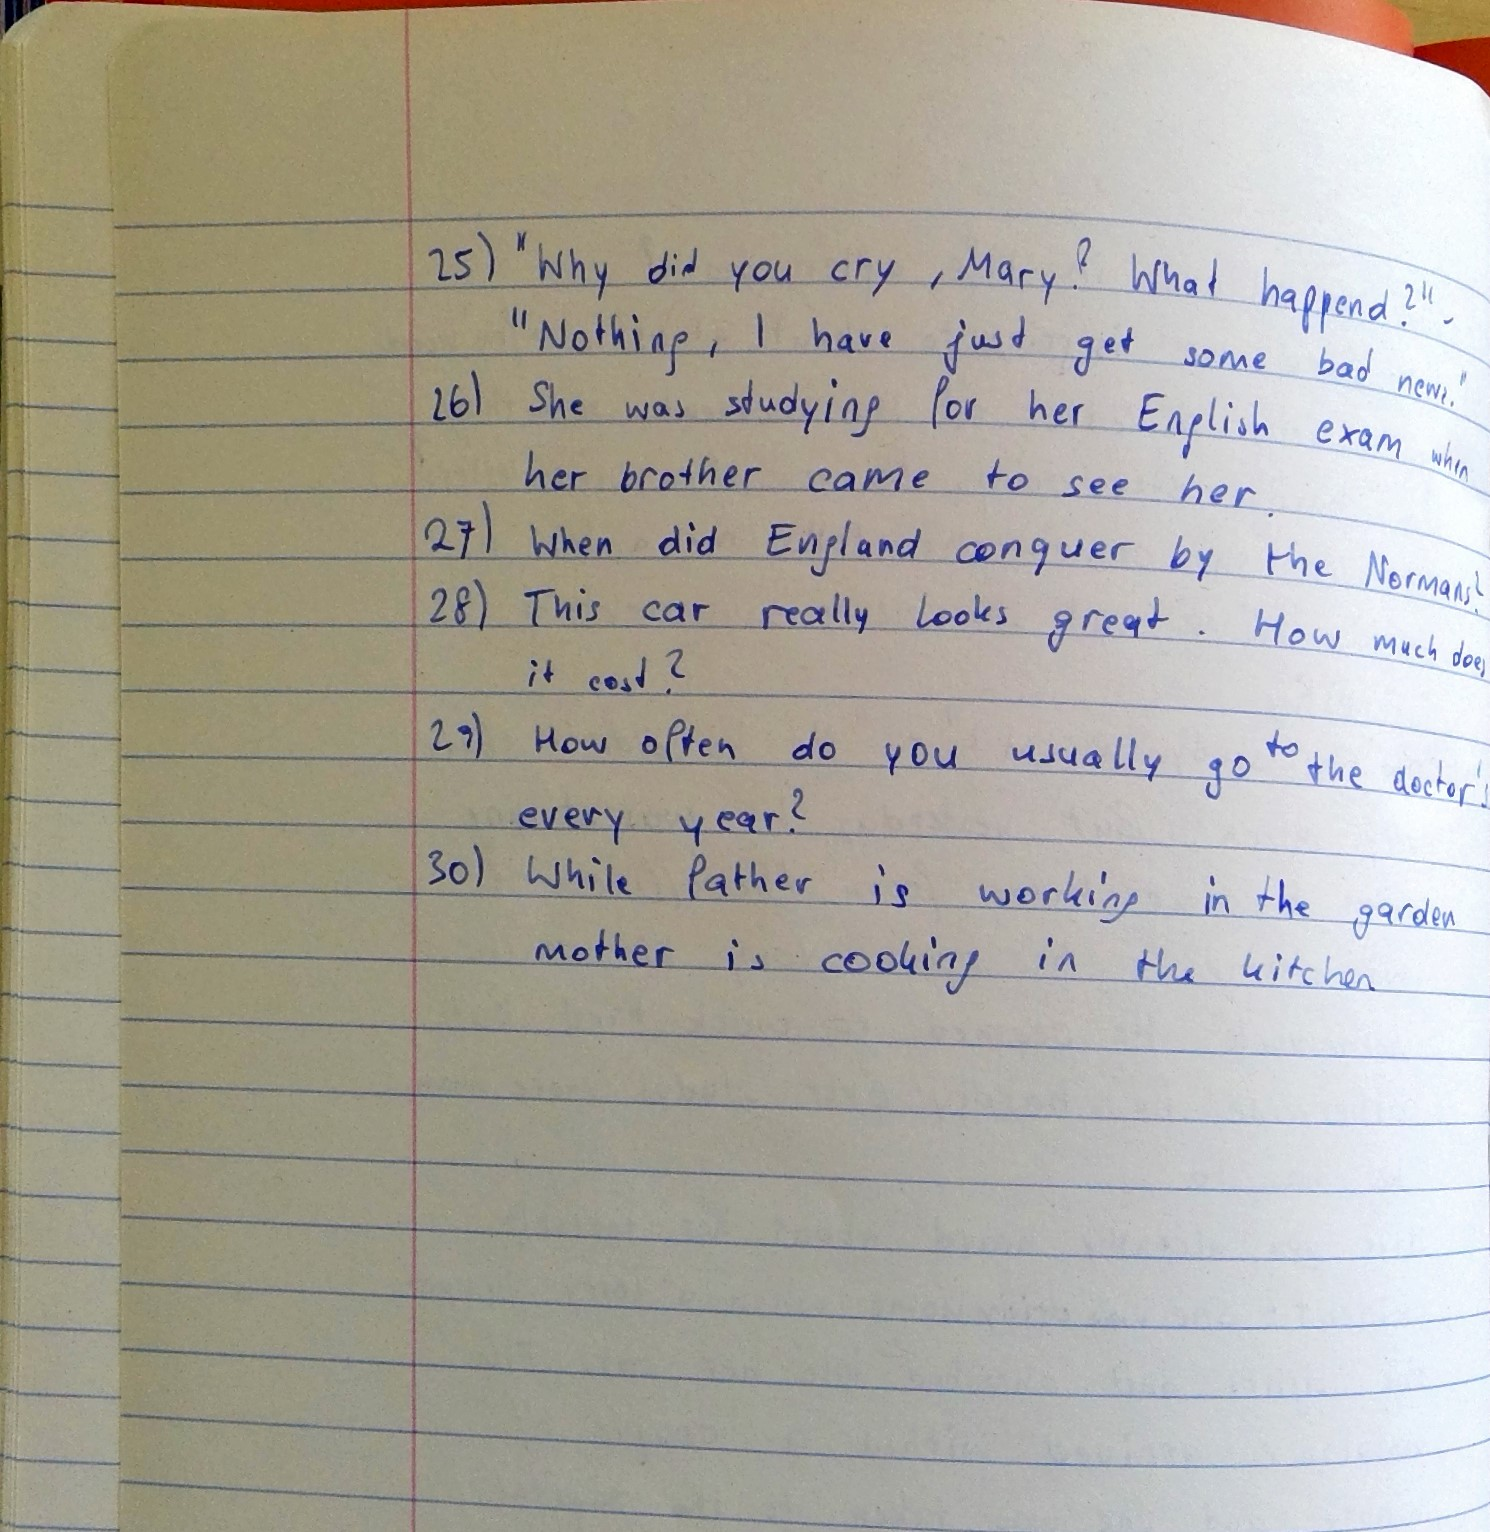 25) "Why did you cry, Mary? What happend?".
"Nothing, I have just get some bad news."
26) She was studying for her English exam when
her brother came to see her.
27) When did England conquer by the Normans?
28) This car really looks great. How much does
it cost?
29) How often do you usually go to the doctor's
every year?
30) While father is working in the garden
mother is cooking in the kitchen